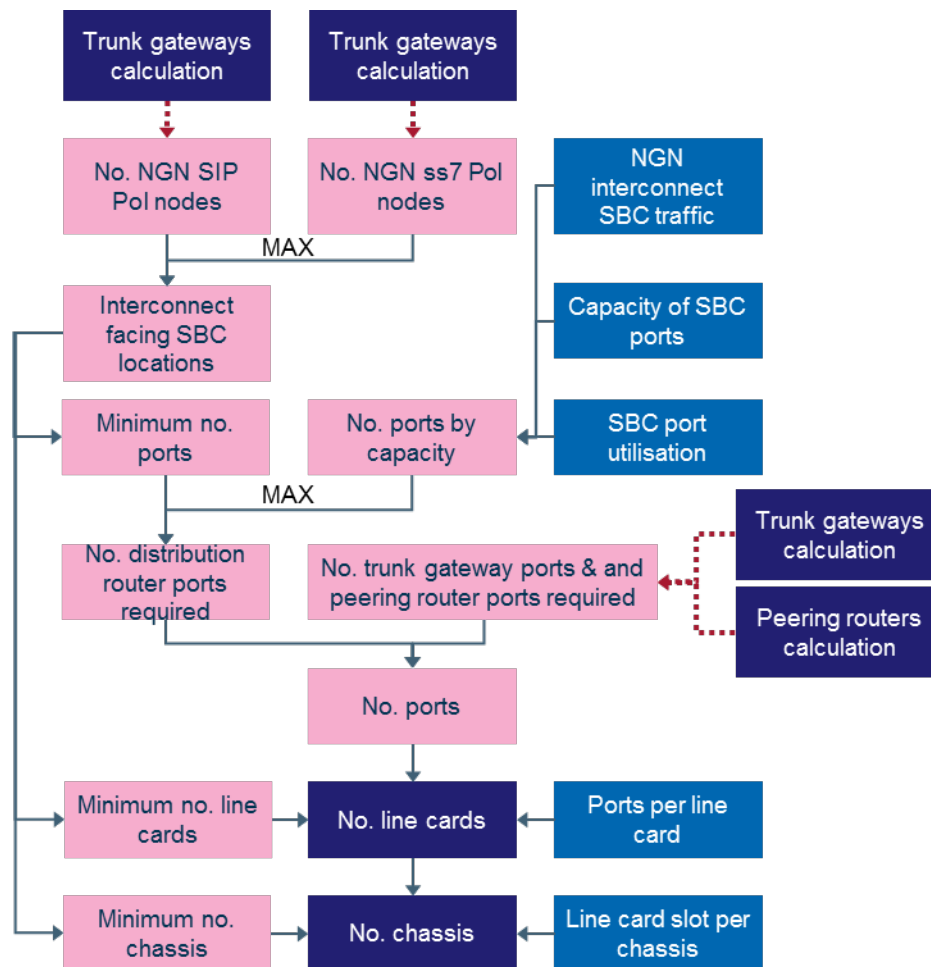 Trunk gateways
calculation
Trunk gateways
calculation
No. NGN SIP
PoI nodes
No. NGN ss7 PoI
nodes
NGN
interconnect
SBC traffic
MAX
Interconnect
facing SBC
locations
Capacity of SBC
ports
Minimum no.
ports
No. ports by
capacity
SBC port
utilisation
MAX
Trunk gateways
calculation
No. distribution
router ports
required
No. trunk gateway ports & and
peering router ports required
Peering routers
calculation
No. ports
Minimum no. line
cards
No. line cards
Ports per line
card
Minimum no.
chassis
No. chassis
Line card slot per
chassis